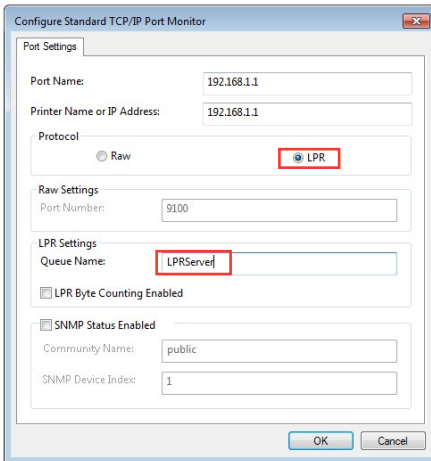 Configure Standard TCP/IP Port Monitor
Port Settings
Port Name: 192.168.1.1
Printer Name or IP Address: 192.168.1.1
Protocol
Raw LPR
Raw Settings
Port Number: 9100
LPR Settings
Queue Name: LPRServer
LPR Byte Counting Enabled
SNMP Status Enabled
Community Name: public
SNMP Device Index: 1
OK Cancel